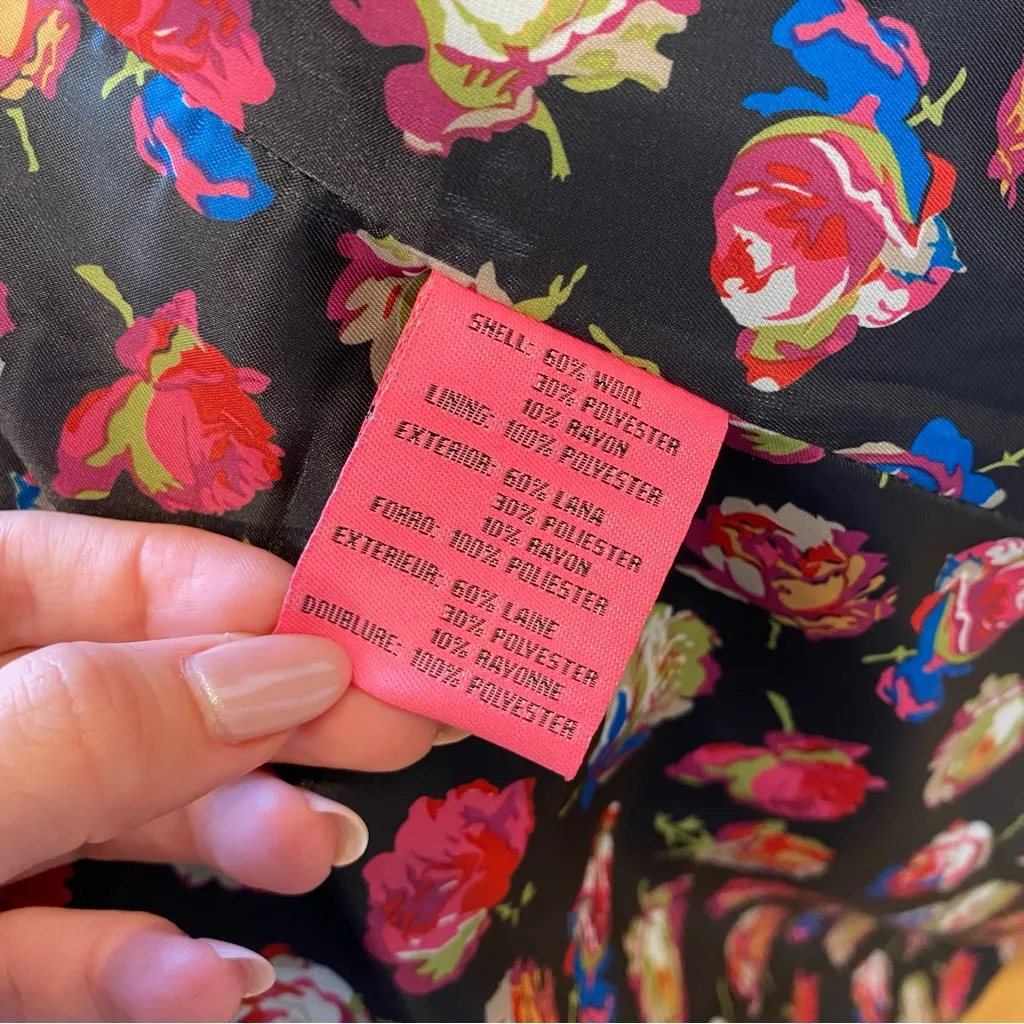 SHELL: 60% WOOL
30% POLYESTER
10% RAYON
LINING: 100% POLYESTER
EXTERIOR: 60% LANA
30% POLIESTER
10% RAYON
FORRO: 100% POLIESTER
EXTERIEUR: 60% LAINE
30% POLYESTER
10% RAYONNE
DOUBLURE: 100% POLYESTER